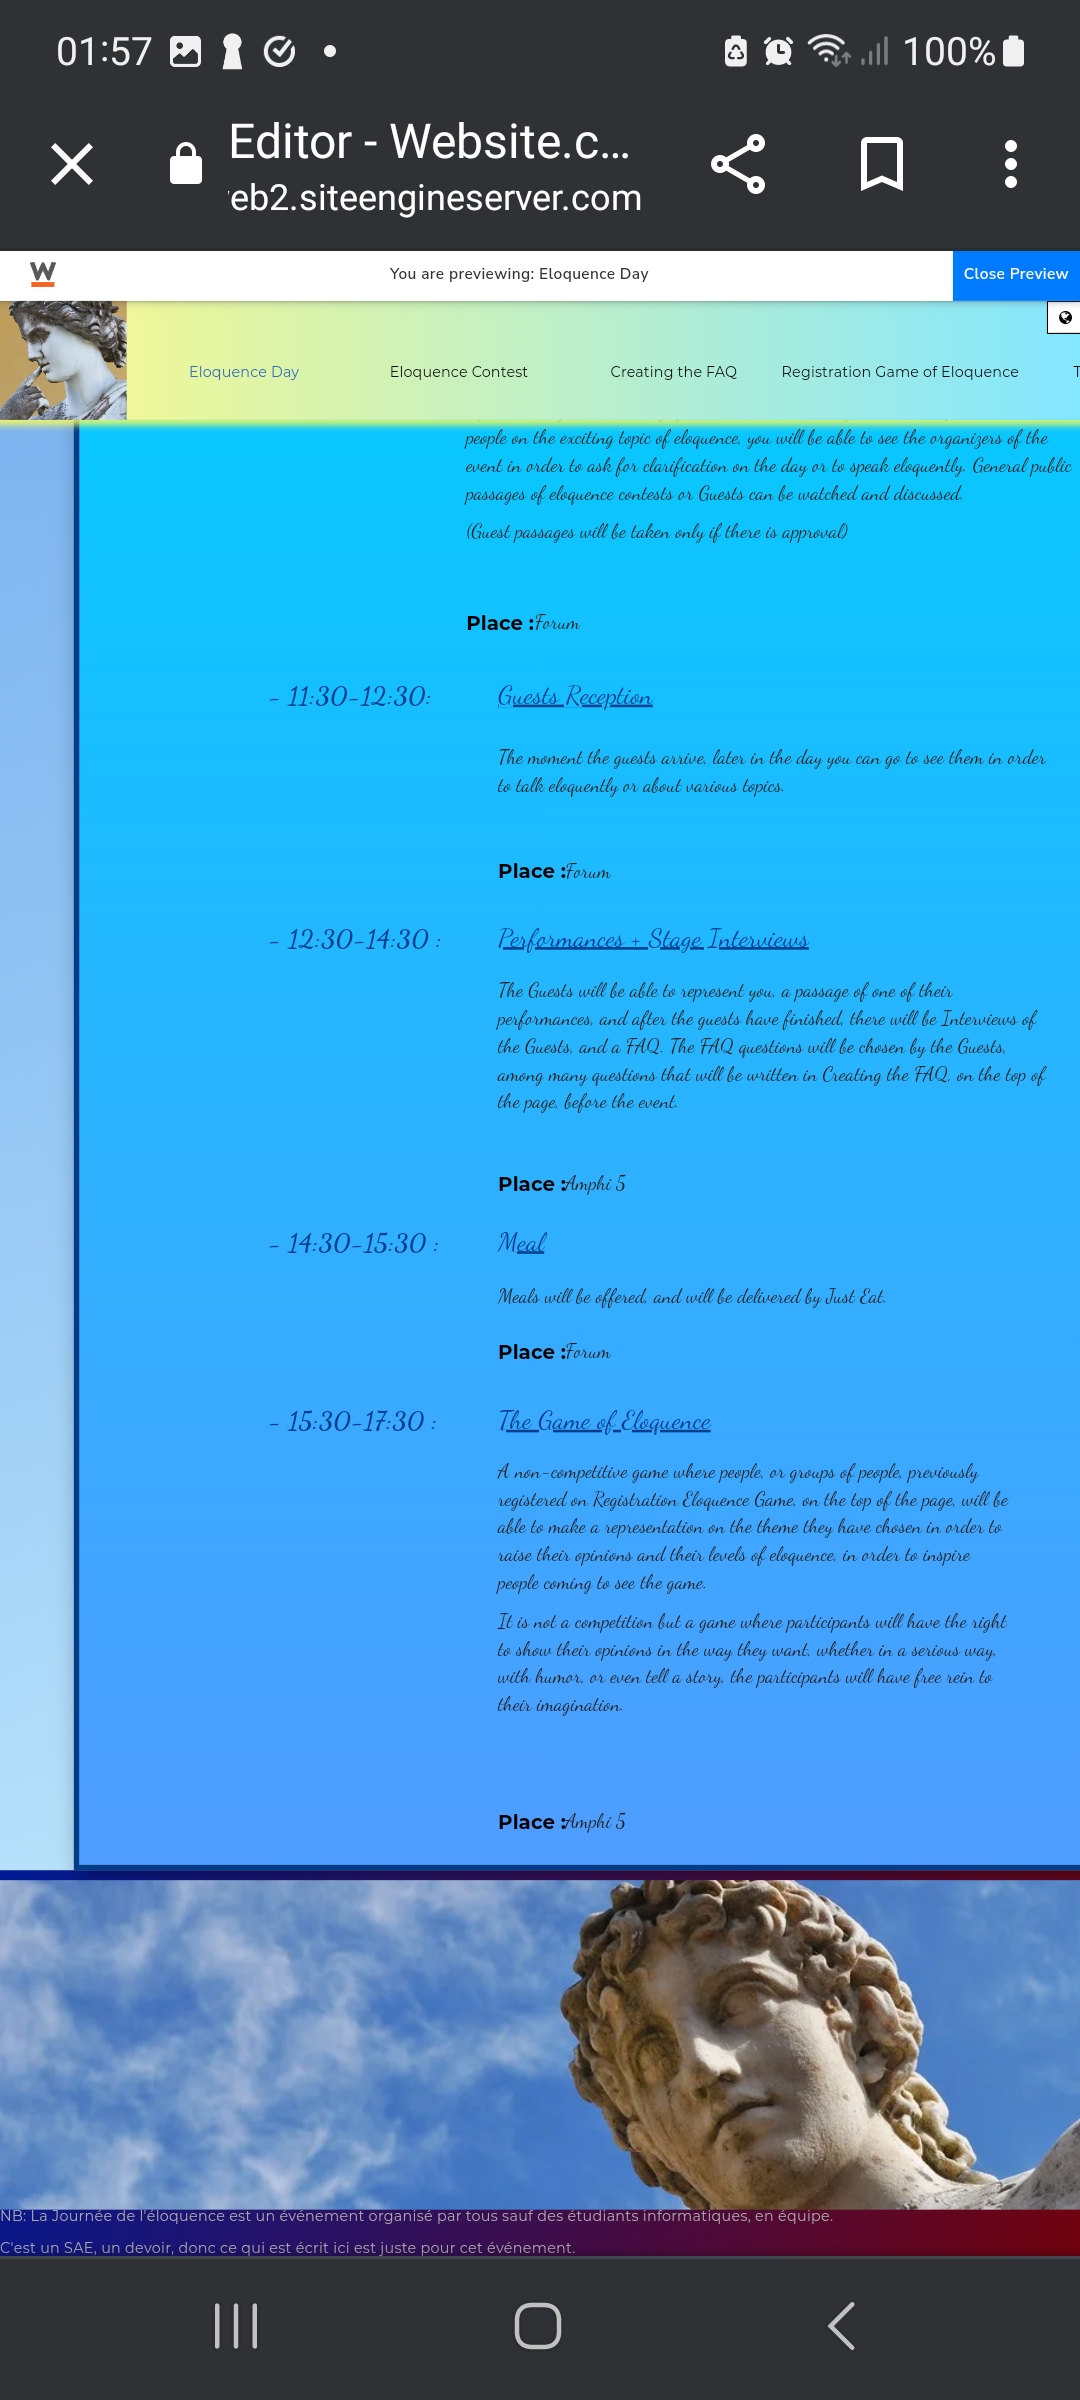 01:57
100%
Editor - Website.c...
eb2.siteengineserver.com
W
You are previewing: Eloquence Day
Close Preview
Eloquence Day
Eloquence Contest
Creating the FAQ
Registration Game of Eloquence
T
people on the exciting topic of eloquence, you will be able to see the organizers of the
event in order to ask for clarification on the day or to speak eloquently. General public
passages of eloquence contests or Guests can be watched and discussed.
(Guest passages will be taken only if there is approval)
Place :Forum
- 11:30-12:30:
Guests Reception
The moment the guests arrive, later in the day you can go to see them in order
to talk eloquently or about various topics.
Place :Forum
- 12:30-14:30 :
Performances + Stage Interviews
The Guests will be able to represent you, a passage of one of their
performances, and after the guests have finished, there will be Interviews of
the Guests, and a FAQ. The FAQ questions will be chosen by the Guests,
among many questions that will be written in Creating the FAQ, on the top of
the page, before the event.
Place :Amphi 5
- 14:30-15:30 :
Meal
Meals will be offered, and will be delivered by Just Eat.
Place :Forum
- 15:30-17:30 :
The Game of Eloquence
A non-competitive game where people, or groups of people, previously
registered on Registration Eloquence Game, on the top of the page, will be
able to make a representation on the theme they have chosen in order to
raise their opinions and their levels of eloquence, in order to inspire
people coming to see the game.
It is not a competition but a game where participants will have the right
to show their opinions in the way they want, whether in a serious way,
with humor, or even tell a story, the participants will have free rein to
their imagination.
Place :Amphi 5
NB: La Journée de l'éloquence est un événement organisé par tous sauf des étudiants informatiques, en équipe.
C'est un SAE, un devoir, donc ce qui est écrit ici est juste pour cet événement.